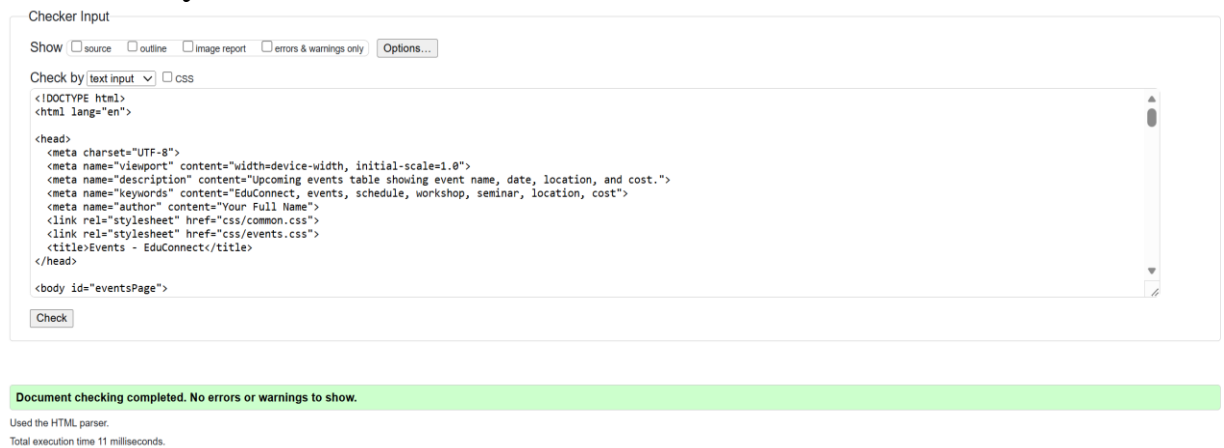 Checker Input
Show source outline image report errors & warnings only Options...
Check by text input css
<!DOCTYPE html>
<html lang="en">
<head>
<meta charset="UTF-8">
<meta name="viewport" content="width=device-width, initial-scale=1.0">
<meta name="description" content="Upcoming events table showing event name, date, location, and cost.">
<meta name="keywords" content="EduConnect, events, schedule, workshop, seminar, location, cost">
<meta name="author" content="Your Full Name">
<link rel="stylesheet" href="css/common.css">
<link rel="stylesheet" href="css/events.css">
<title>Events - EduConnect</title>
</head>
<body id="eventsPage">
Check
Document checking completed. No errors or warnings to show.
Used the HTML parser.
Total execution time 11 milliseconds.